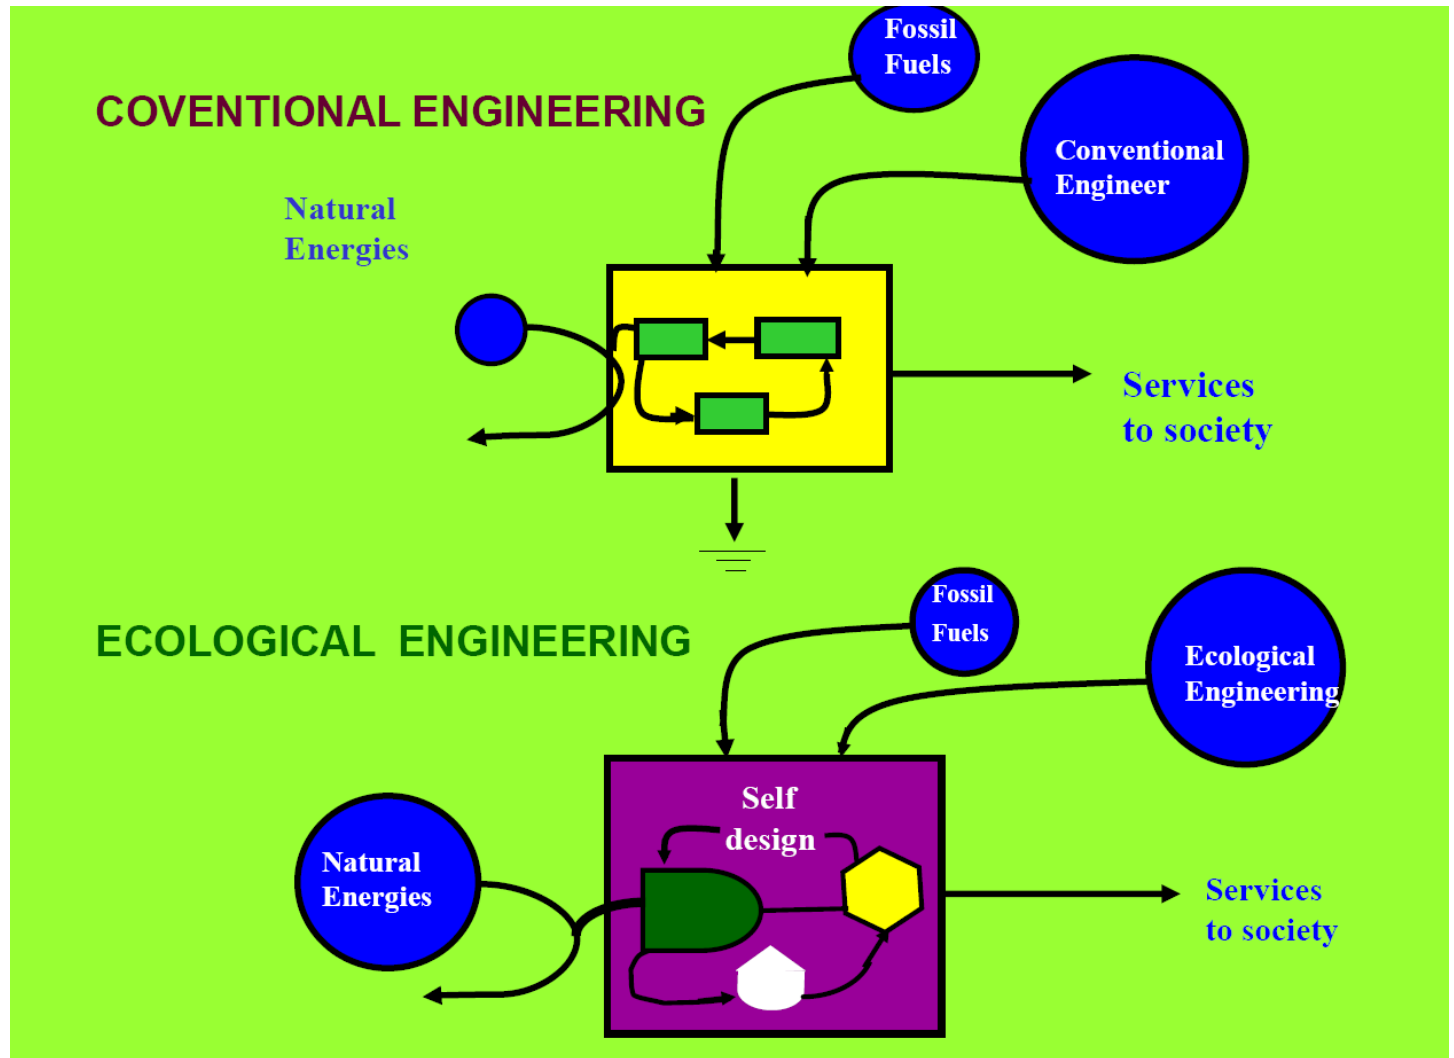 Fossil
Fuels
COVENTIONAL ENGINEERING
Conventional
Engineer
Natural
Energies
Services
to society
Fossil
Fuels
ECOLOGICAL ENGINEERING
Ecological
Engineering
Self
design
Natural
Energies
Services
to society